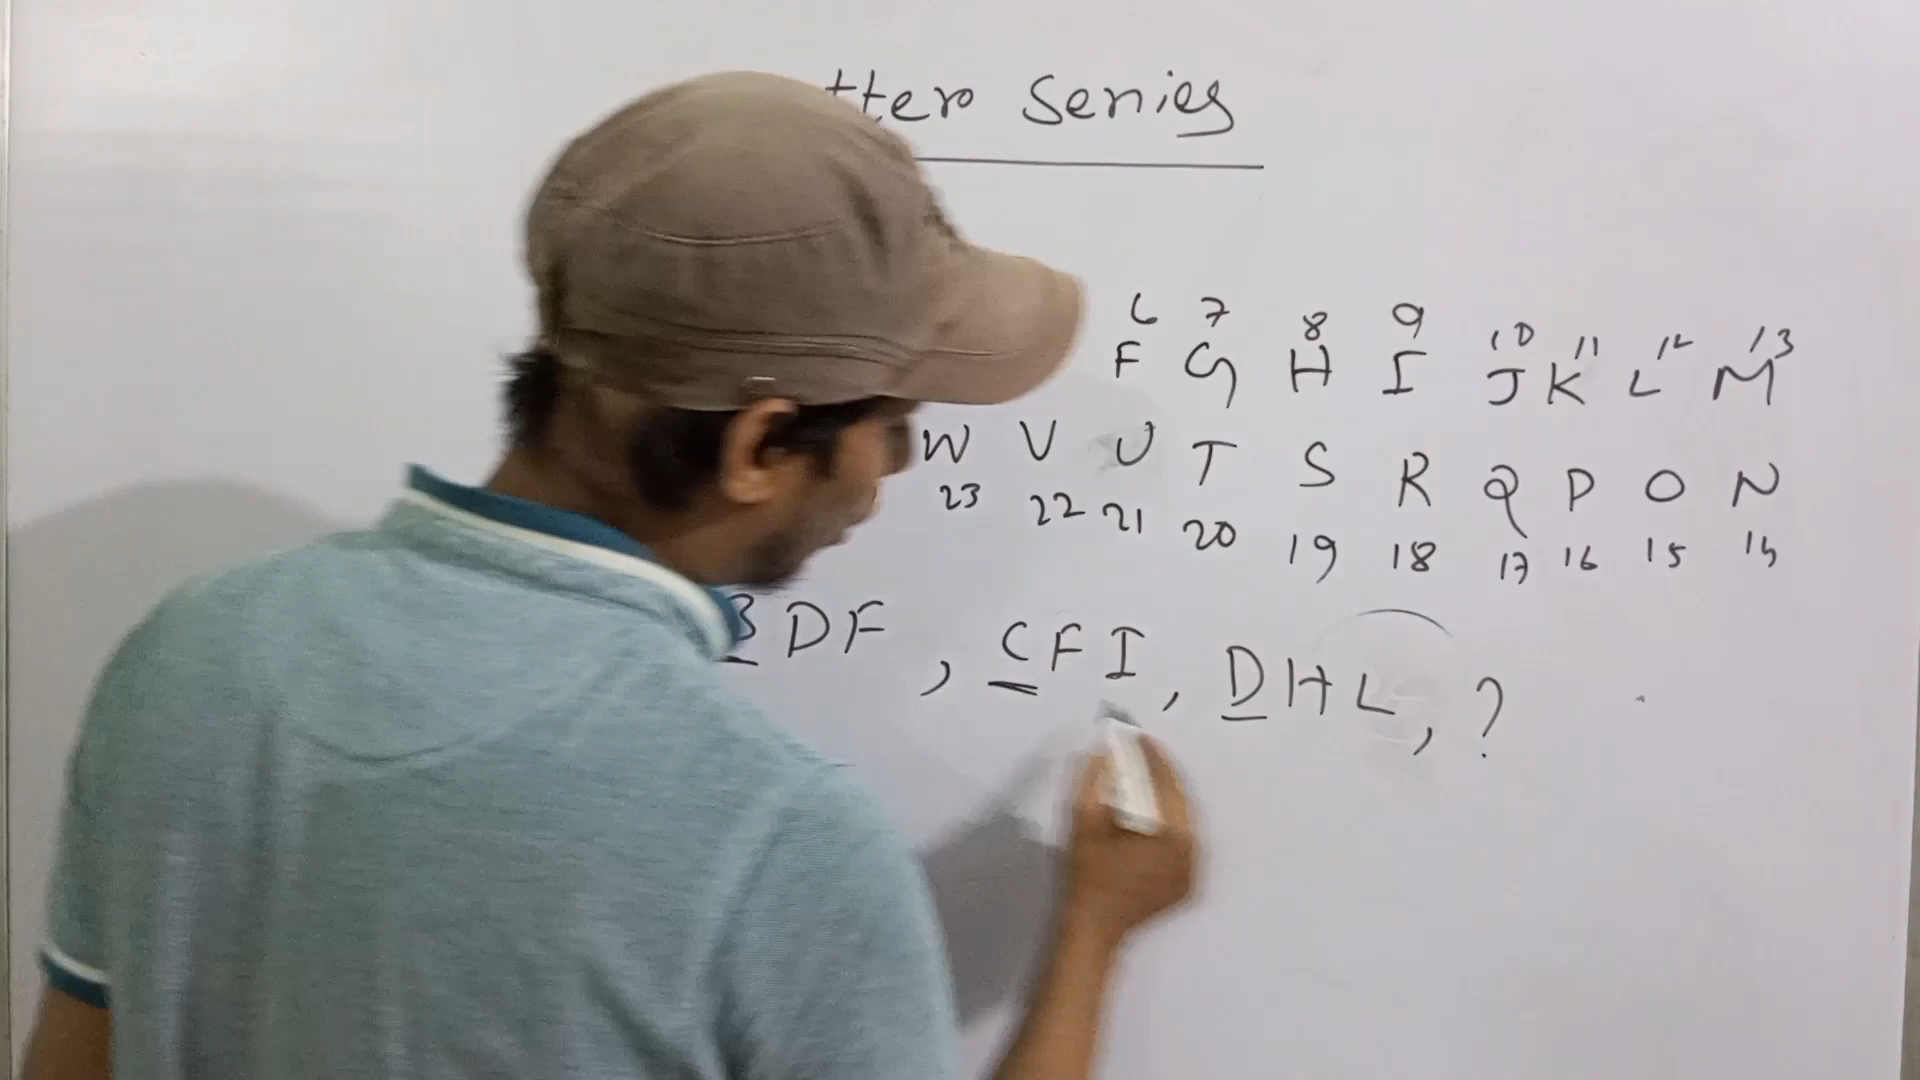 tter Series
6 7 8 9 10 11 12 13
F G H I J K L M
W V U T S R Q P O N
23 22 21 20 19 18 17 16 15 14
BDF, CFI, DHL, ?